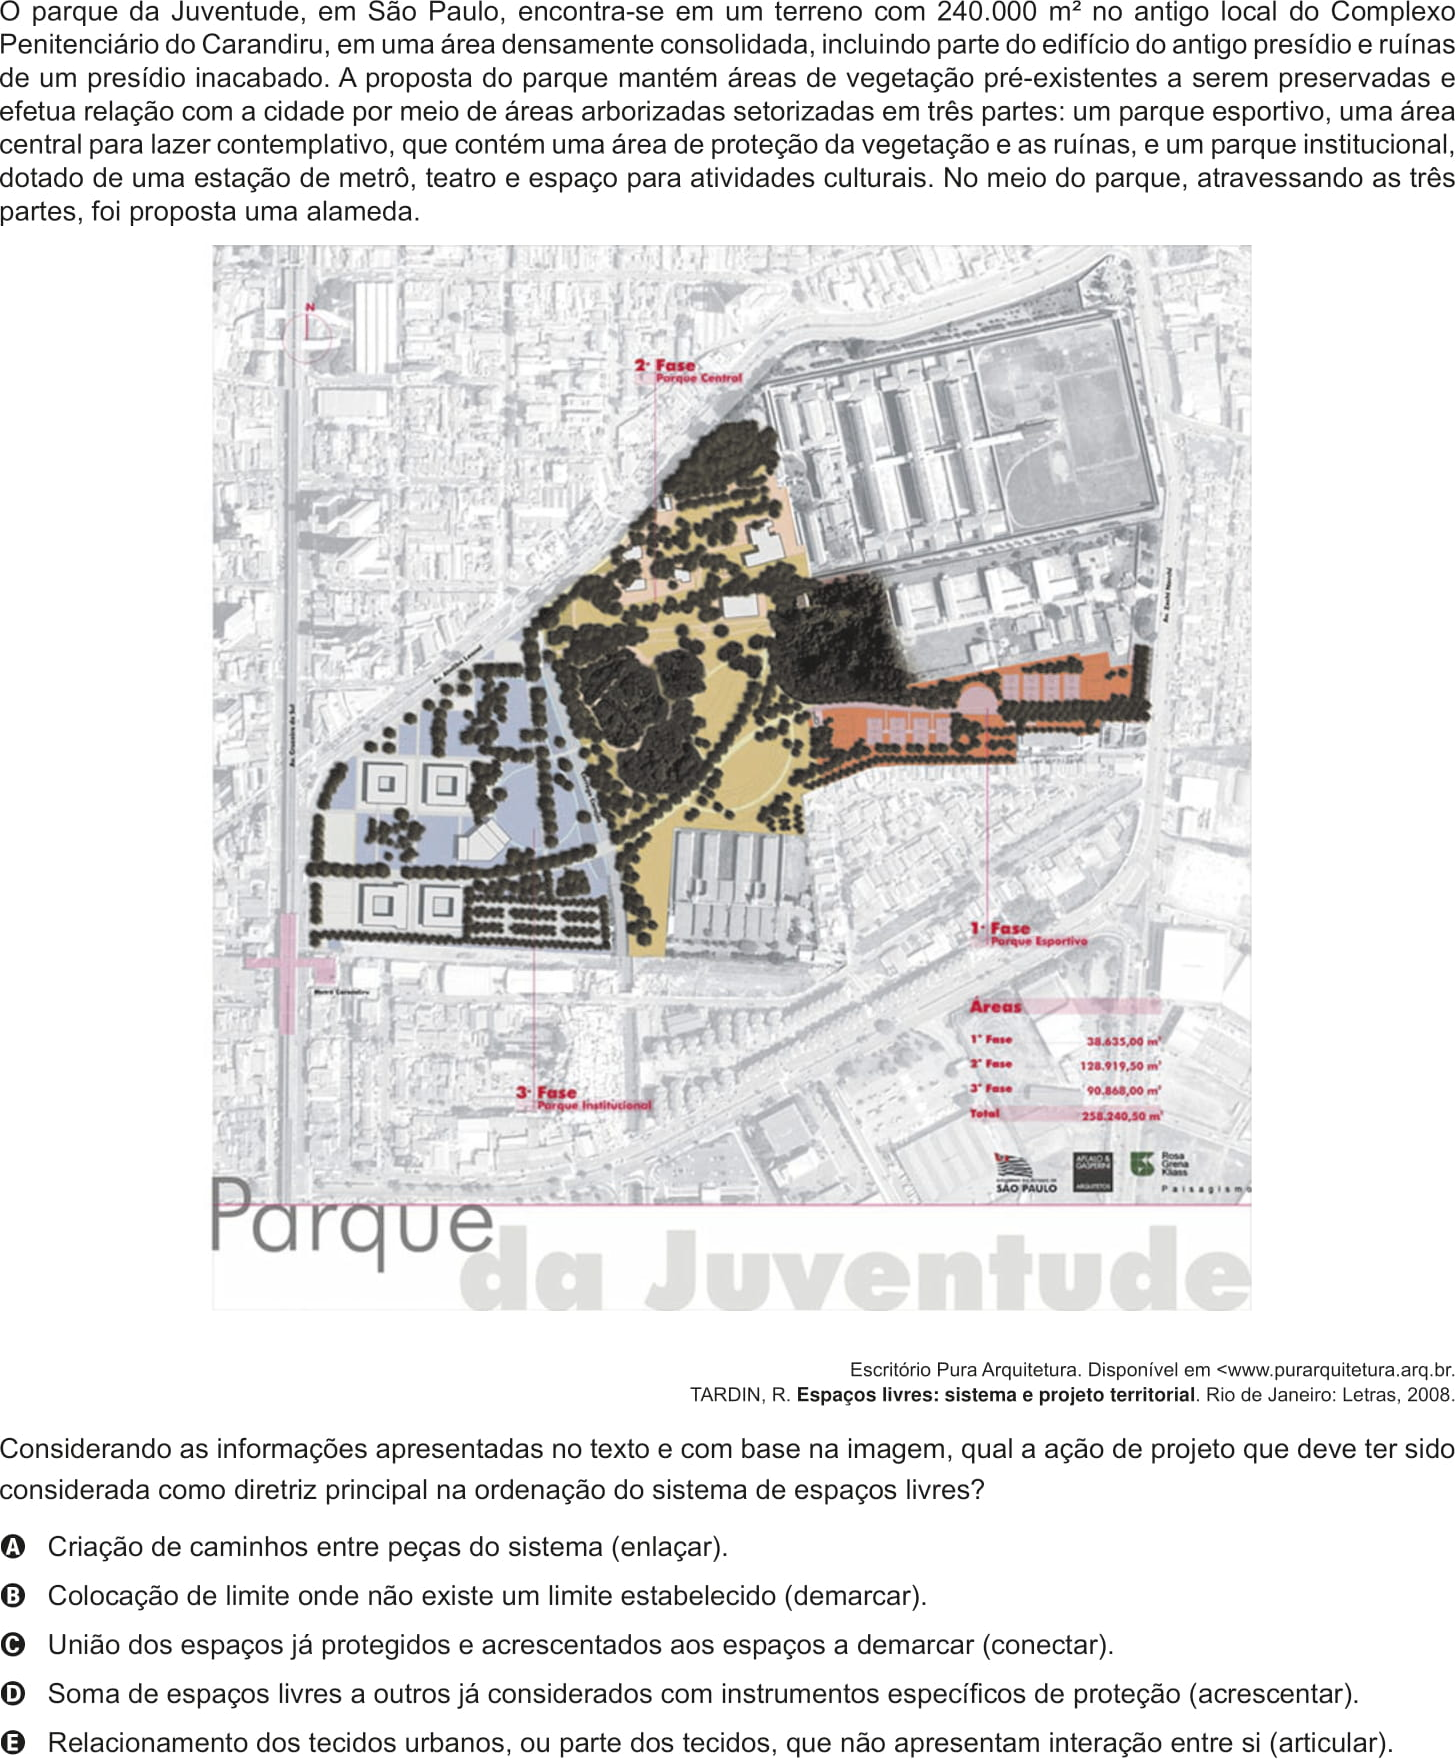 O parque da Juventude, em São Paulo, encontra-se em um terreno com 240.000 m² no antigo local do Complexo
Penitenciário do Carandiru, em uma área densamente consolidada, incluindo parte do edifício do antigo presídio e ruínas
de um presídio inacabado. A proposta do parque mantém áreas de vegetação pré-existentes a serem preservadas e
efetua relação com a cidade por meio de áreas arborizadas setorizadas em três partes: um parque esportivo, uma área
central para lazer contemplativo, que contém uma área de proteção da vegetação e as ruínas, e um parque institucional,
dotado de uma estação de metrô, teatro e espaço para atividades culturais. No meio do parque, atravessando as três
partes, foi proposta uma alameda.
N
2ª Fase
Parque Central
Av. Zachi Narchi
Av. Ataliba Leonel
Av. Cruzeiro do Sul
1ª Fase
Parque Esportivo
Metrô Carandiru
Áreas
1ª Fase 38.635,00 m²
2ª Fase 128.919,50 m²
3ª Fase 90.868,00 m²
Total 258.240,50 m²
3ª Fase
Parque Institucional
SÃO PAULO
AFLALO & GASPERINI
ARQUITETOS
Rosa
Grena
Kliass
Paisagismo
Parque
da Juventude
Escritório Pura Arquitetura. Disponível em <www.purarquitetura.arq.br.
TARDIN, R. Espaços livres: sistema e projeto territorial. Rio de Janeiro: Letras, 2008.
Considerando as informações apresentadas no texto e com base na imagem, qual a ação de projeto que deve ter sido
considerada como diretriz principal na ordenação do sistema de espaços livres?
A Criação de caminhos entre peças do sistema (enlaçar).
B Colocação de limite onde não existe um limite estabelecido (demarcar).
C União dos espaços já protegidos e acrescentados aos espaços a demarcar (conectar).
D Soma de espaços livres a outros já considerados com instrumentos específicos de proteção (acrescentar).
E Relacionamento dos tecidos urbanos, ou parte dos tecidos, que não apresentam interação entre si (articular).